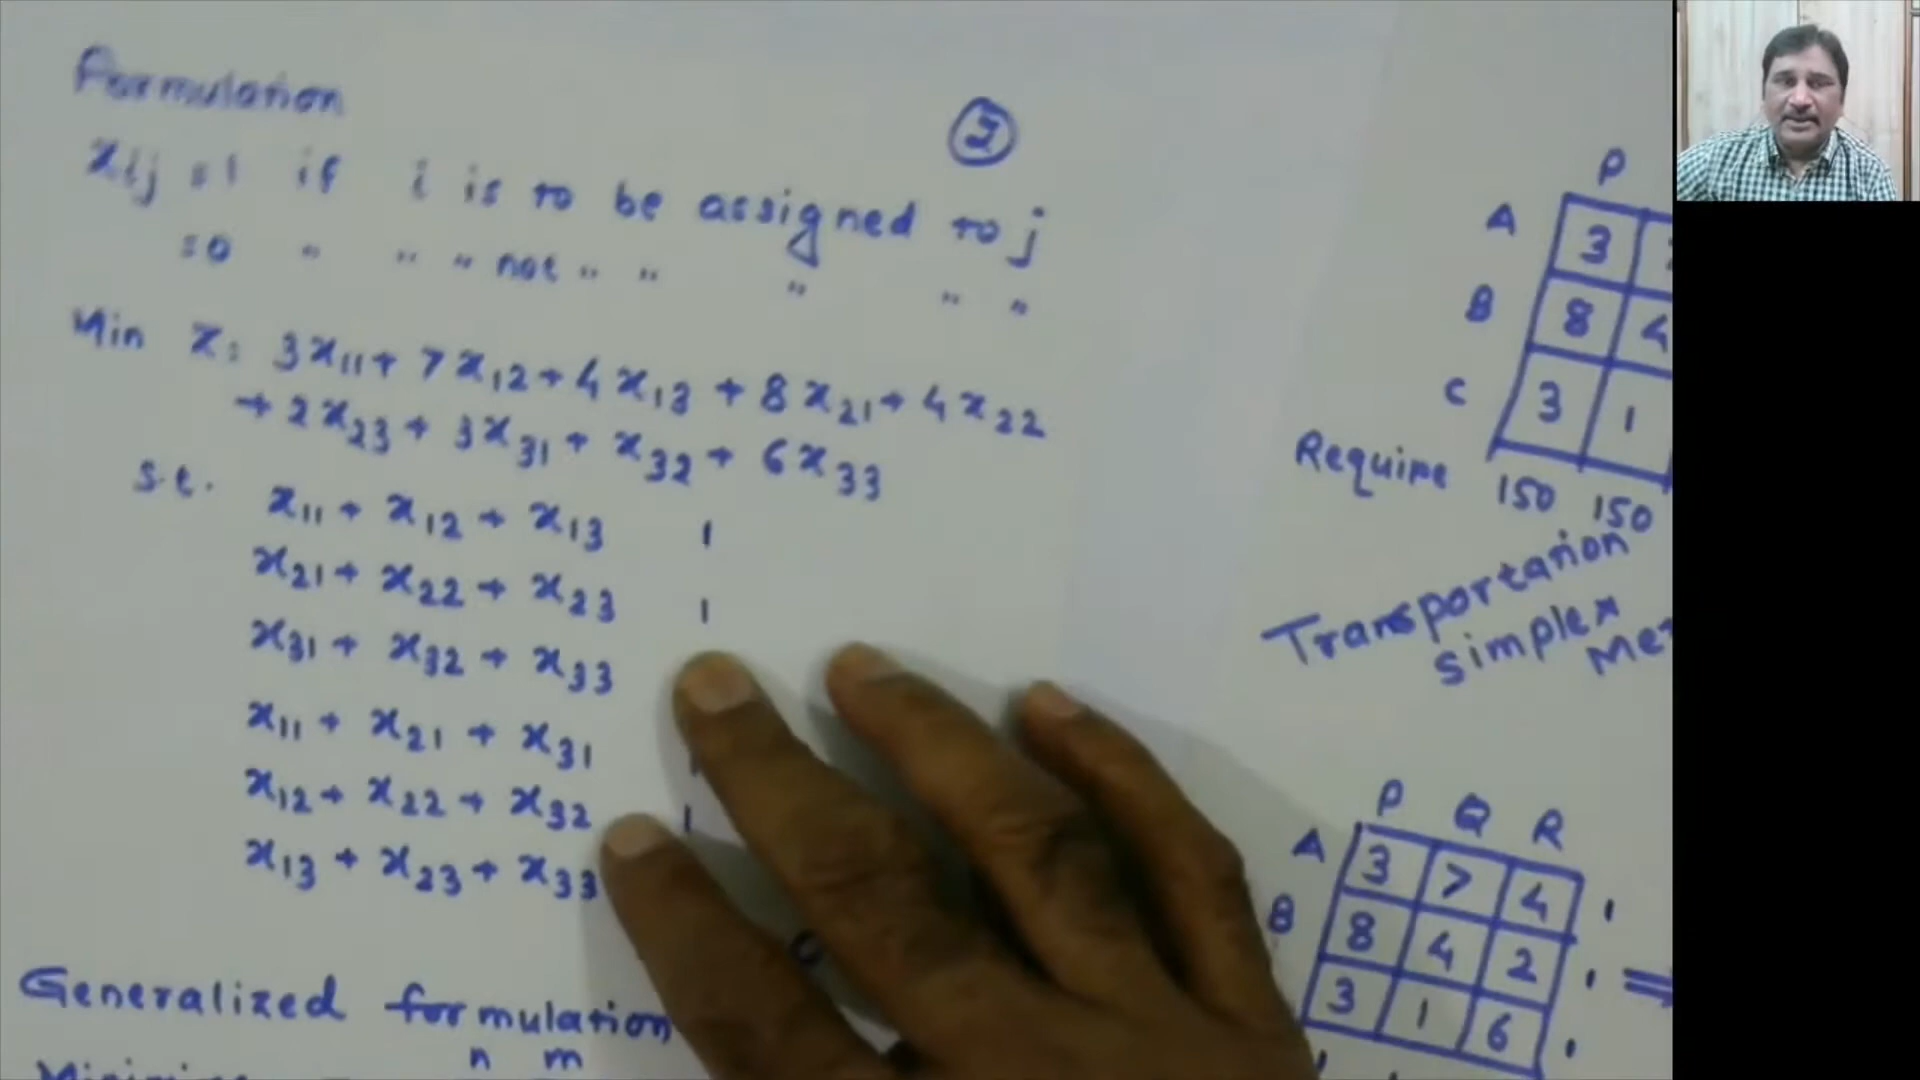 Formulation
2
xij = 1 if i is to be assigned to j
= 0 " " " not " " " " "
Min Z = 3x11 + 7x12 + 4x13 + 8x21 + 4x22
+ 2x23 + 3x31 + x32 + 6x33
s.t. x11 + x12 + x13 1
x21 + x22 + x23 1
x31 + x32 + x33
x11 + x21 + x31 1
x12 + x22 + x32 1
x13 + x23 + x33
Generalized formulation
n m
P
A 3
B 8 4
C 3 1
Require 150 150
Transportation
simplex
P Q R
A 3 7 4 1
B 8 4 2 1 ⇒
3 1 6 1
1 1